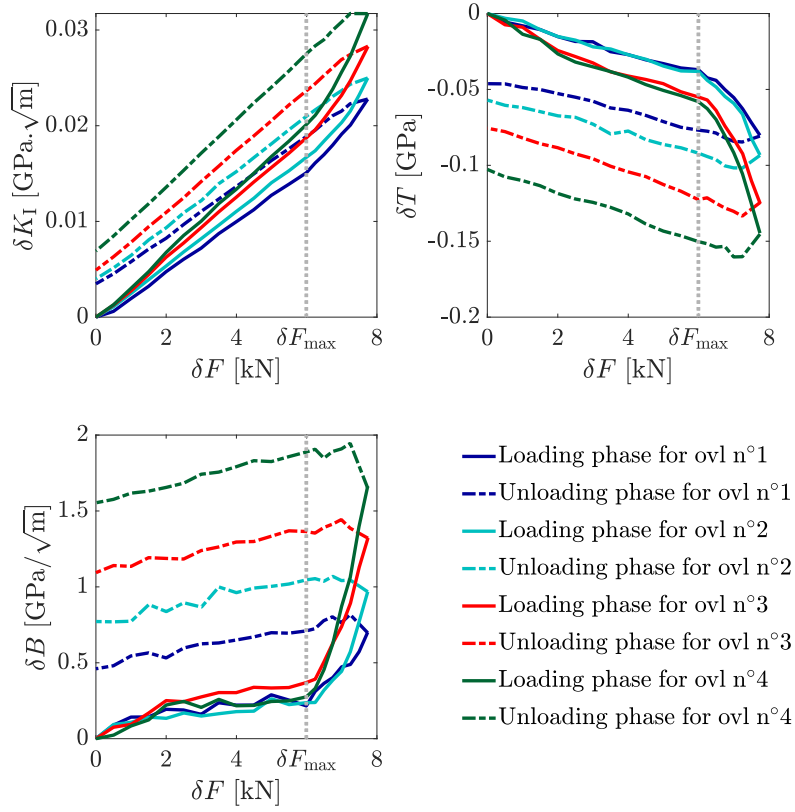 0.03
0.02
0.01
0
δK_I [GPa.√m]
0 2 4 δF_max 8
δF [kN]
0
-0.05
-0.1
-0.15
-0.2
δT [GPa]
0 2 4 δF_max 8
δF [kN]
2
1.5
1
0.5
0
δB [GPa/√m]
0 2 4 δF_max 8
δF [kN]
Loading phase for ovl n°1
Unloading phase for ovl n°1
Loading phase for ovl n°2
Unloading phase for ovl n°2
Loading phase for ovl n°3
Unloading phase for ovl n°3
Loading phase for ovl n°4
Unloading phase for ovl n°4